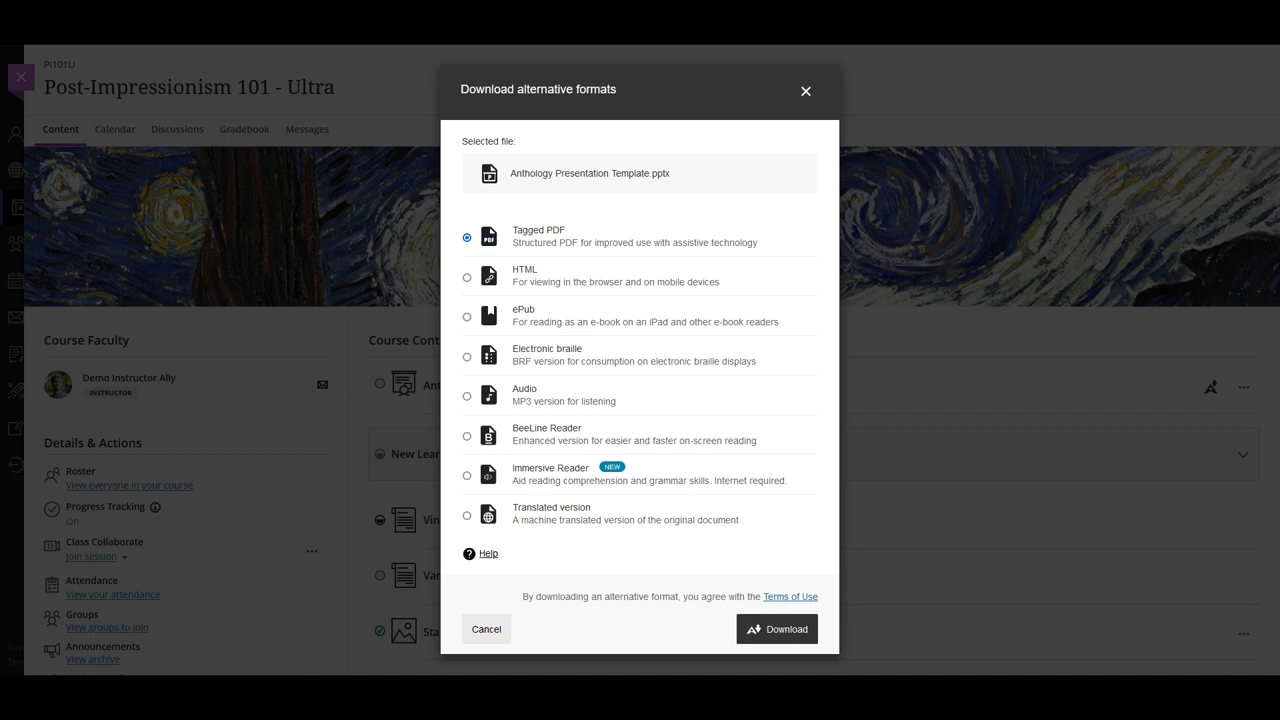 PI101U
Post-Impressionism 101 - Ultra
Content
Calendar
Discussions
Gradebook
Messages
Course Faculty
Demo Instructor Ally
INSTRUCTOR
Details & Actions
Roster
View everyone in your course
Progress Tracking
On
Class Collaborate
Join session
Attendance
View your attendance
Groups
View groups to join
Announcements
View archive
Course Cont
Ant
New Lear
Vin
Van
Sta
Download alternative formats
Selected file:
Anthology Presentation Template.pptx
PDF
Tagged PDF
Structured PDF for improved use with assistive technology
HTML
For viewing in the browser and on mobile devices
ePub
For reading as an e-book on an iPad and other e-book readers
Electronic braille
BRF version for consumption on electronic braille displays
Audio
MP3 version for listening
B
BeeLine Reader
Enhanced version for easier and faster on-screen reading
Immersive Reader NEW
Aid reading comprehension and grammar skills. Internet required.
Translated version
A machine translated version of the original document
? Help
By downloading an alternative format, you agree with the Terms of Use
Cancel
Download